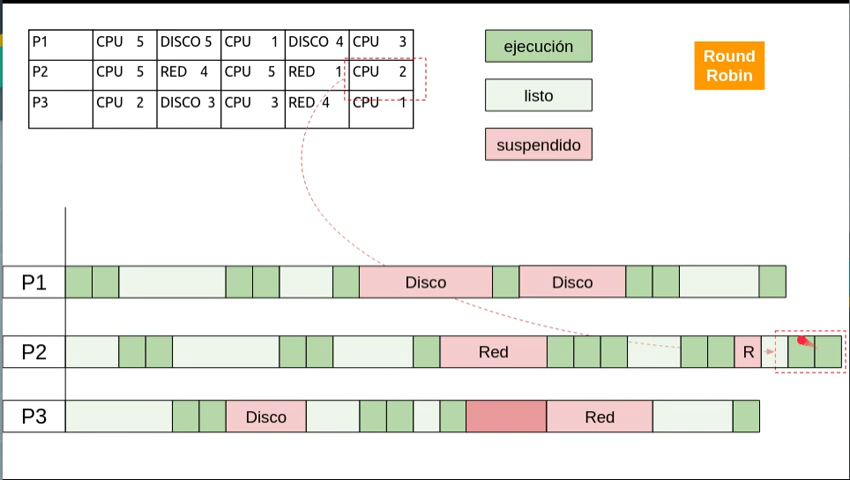 P1 CPU 5 DISCO 5 CPU 1 DISCO 4 CPU 3
P2 CPU 5 RED 4 CPU 5 RED 1 CPU 2
P3 CPU 2 DISCO 3 CPU 3 RED 4 CPU 1
ejecución
listo
suspendido
Round
Robin
P1 Disco Disco
P2 Red R
P3 Disco Red